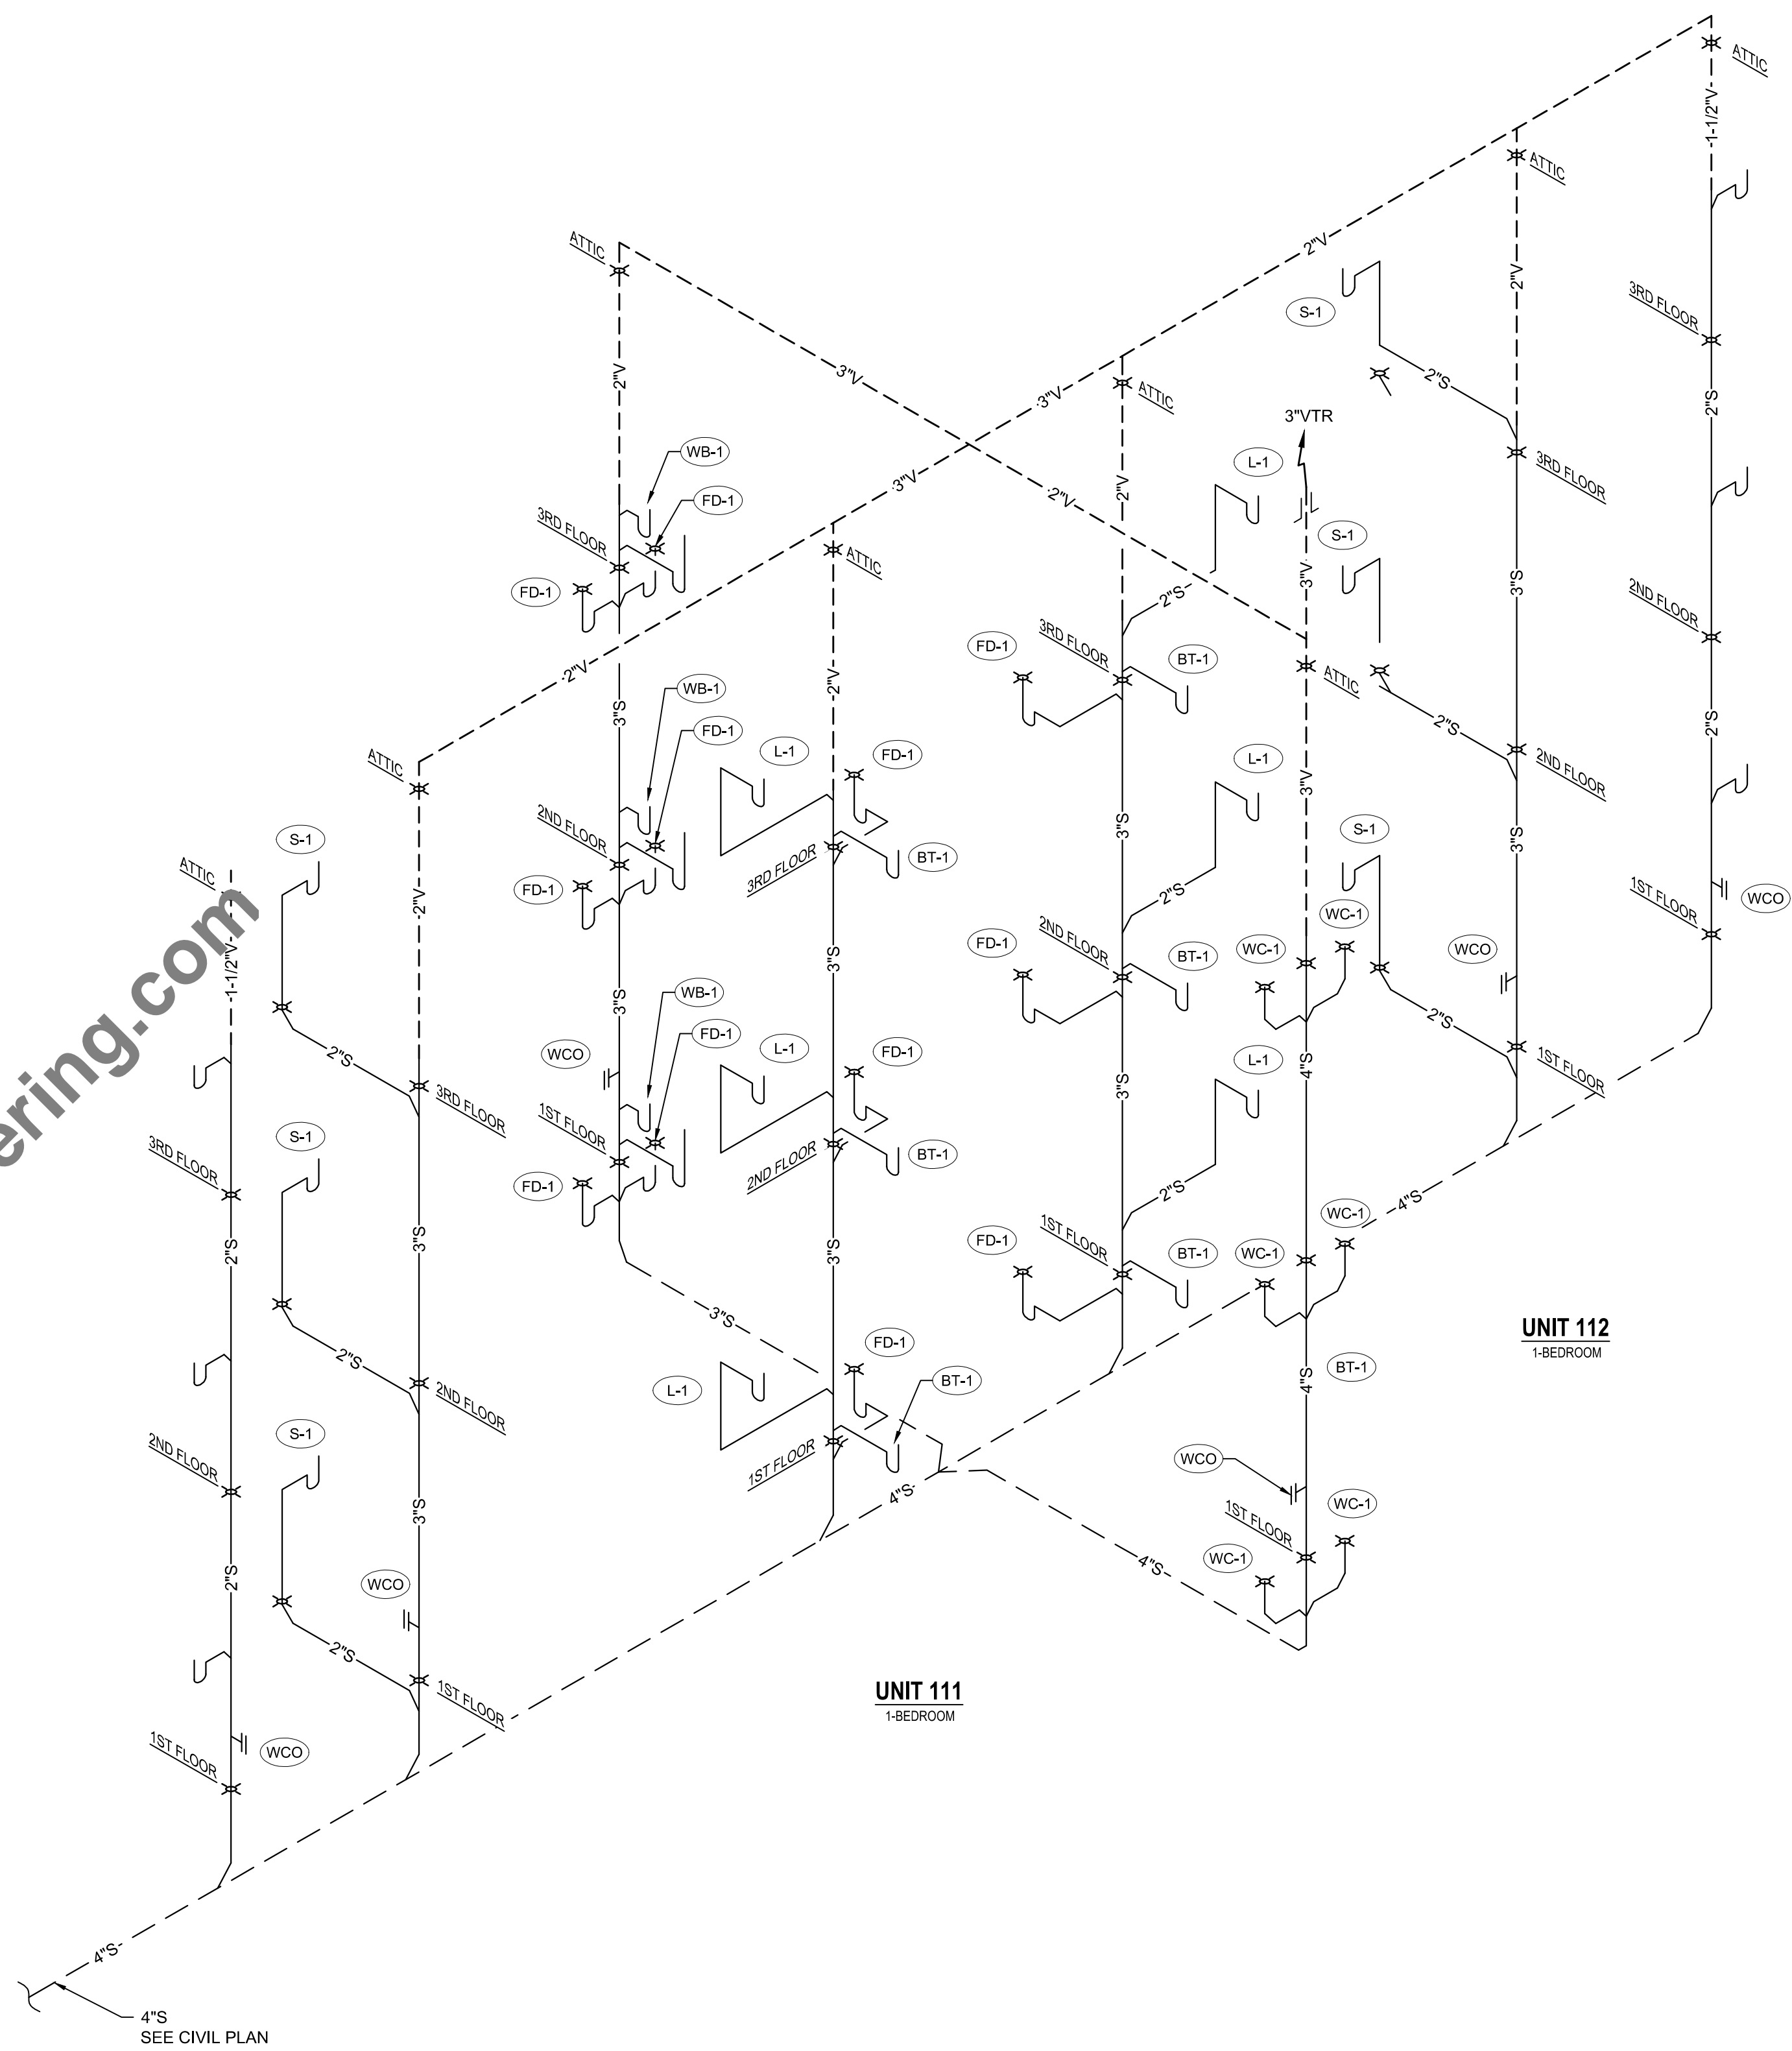 ATTIC
1-1/2"V
ATTIC
2"V
2"V
ATTIC
S-1
3RD FLOOR
2"V
3"V
2"V
3"V
2"S
2"S
ATTIC
3"VTR
WB-1
L-1
3RD FLOOR
3"V
2"V
2"V
FD-1
3RD FLOOR
S-1
ATTIC
3"V
3"S
FD-1
2"S
2ND FLOOR
3RD FLOOR
FD-1
BT-1
2"V
2"V
ATTIC
WB-1
3"S
2"S
2"S
FD-1
L-1
FD-1
L-1
2ND FLOOR
ATTIC
3"V
2ND FLOOR
3"S
3"S
S-1
S-1
BT-1
ATTIC
3RD FLOOR
FD-1
2"S
1ST FLOOR
WCO
2"V
WC-1
2ND FLOOR
WC-1
WCO
FD-1
BT-1
1-1/2"V
ering.com
3"S
3"S
WB-1
2"S
FD-1
2"S
WCO
L-1
FD-1
L-1
4"S
1ST FLOOR
3RD FLOOR
3"S
1ST FLOOR
S-1
BT-1
3RD FLOOR
2ND FLOOR
FD-1
2"S
4"S
1ST FLOOR
WC-1
FD-1
BT-1
WC-1
2"S
3"S
3"S
3"S
UNIT 112
1-BEDROOM
FD-1
2"S
BT-1
4"S
L-1
BT-1
2ND FLOOR
S-1
2ND FLOOR
1ST FLOOR
WCO
4"S
3"S
WC-1
1ST FLOOR
WC-1
4"S
2"S
WCO
2"S
UNIT 111
1-BEDROOM
1ST FLOOR
1ST FLOOR
WCO
4"S
4"S
SEE CIVIL PLAN